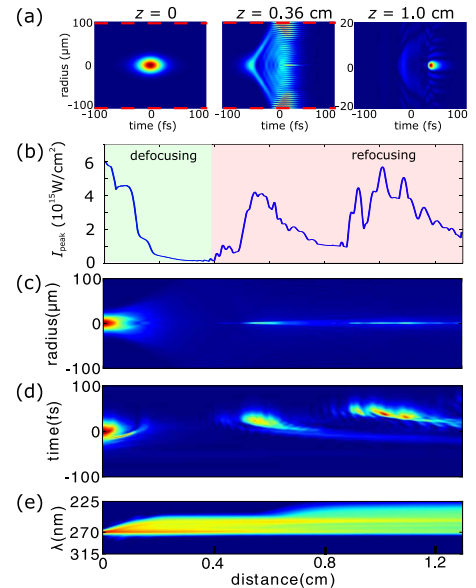 (a)
z = 0
z = 0.36 cm
z = 1.0 cm
radius (μm)
100
0
-100
20
0
-20
-100
0
100
-100
0
100
-100
0
100
time (fs)
time (fs)
time (fs)
(b)
defocusing
refocusing
I_peak (10^15 W/cm^2)
6
4
2
0
(c)
radius(μm)
100
0
-100
(d)
time(fs)
100
0
-100
(e)
λ(nm)
225
270
315
0
0.4
0.8
1.2
distance(cm)